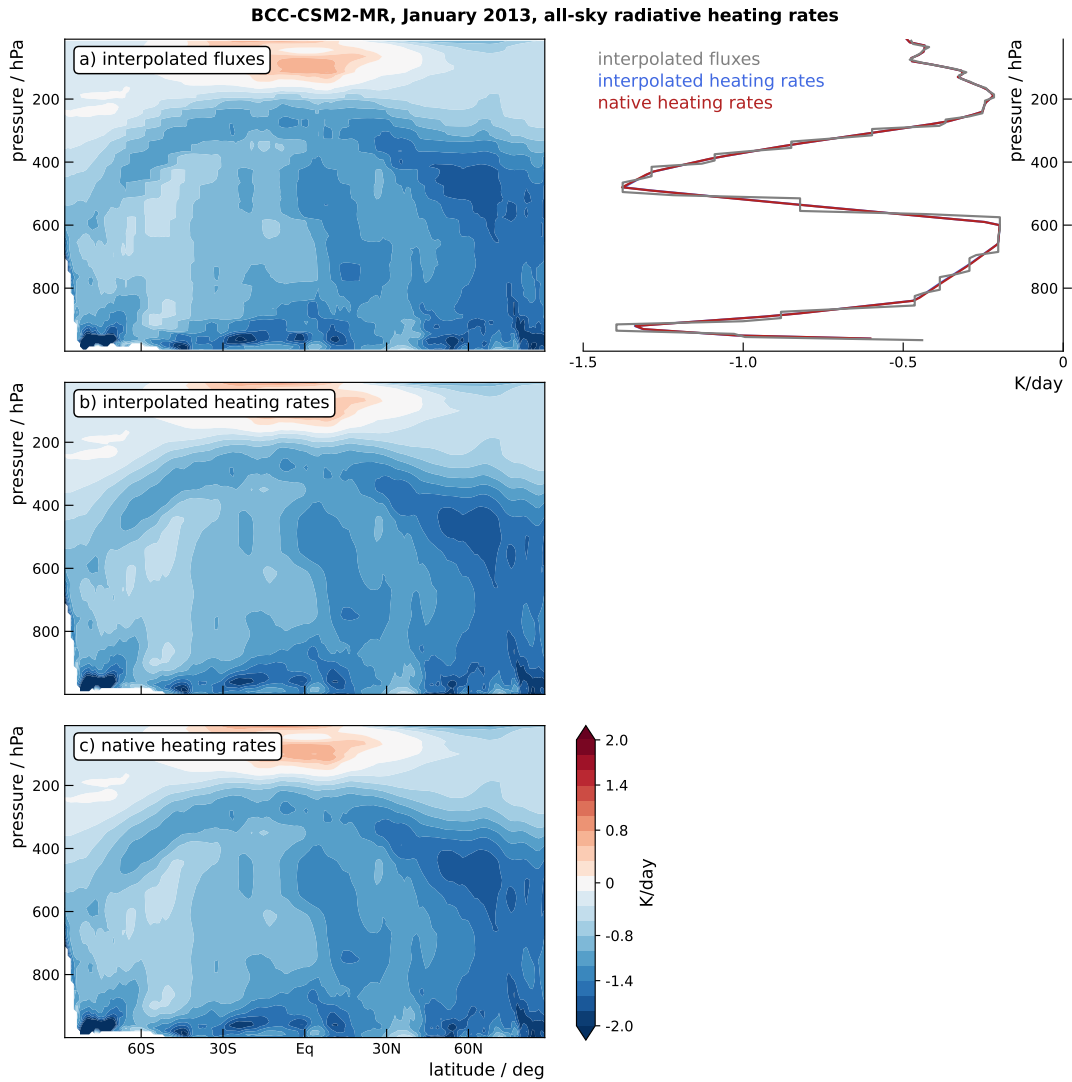 BCC-CSM2-MR, January 2013, all-sky radiative heating rates
a) interpolated fluxes
pressure / hPa
200
400
600
800
interpolated fluxes
interpolated heating rates
native heating rates
pressure / hPa
200
400
600
800
-1.5
-1.0
-0.5
0
K/day
b) interpolated heating rates
pressure / hPa
200
400
600
800
c) native heating rates
pressure / hPa
200
400
600
800
60S
30S
Eq
30N
60N
latitude / deg
2.0
1.4
0.8
0
-0.8
-1.4
-2.0
K/day